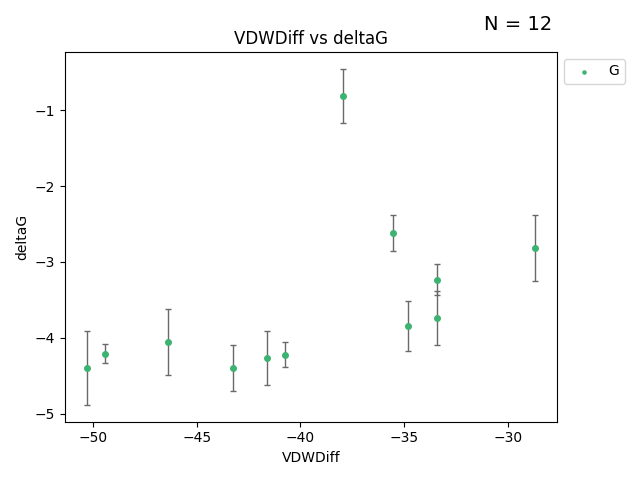 N = 12
VDWDiff vs deltaG
G
deltaG
−1
−2
−3
−4
−5
−50
−45
−40
−35
−30
VDWDiff